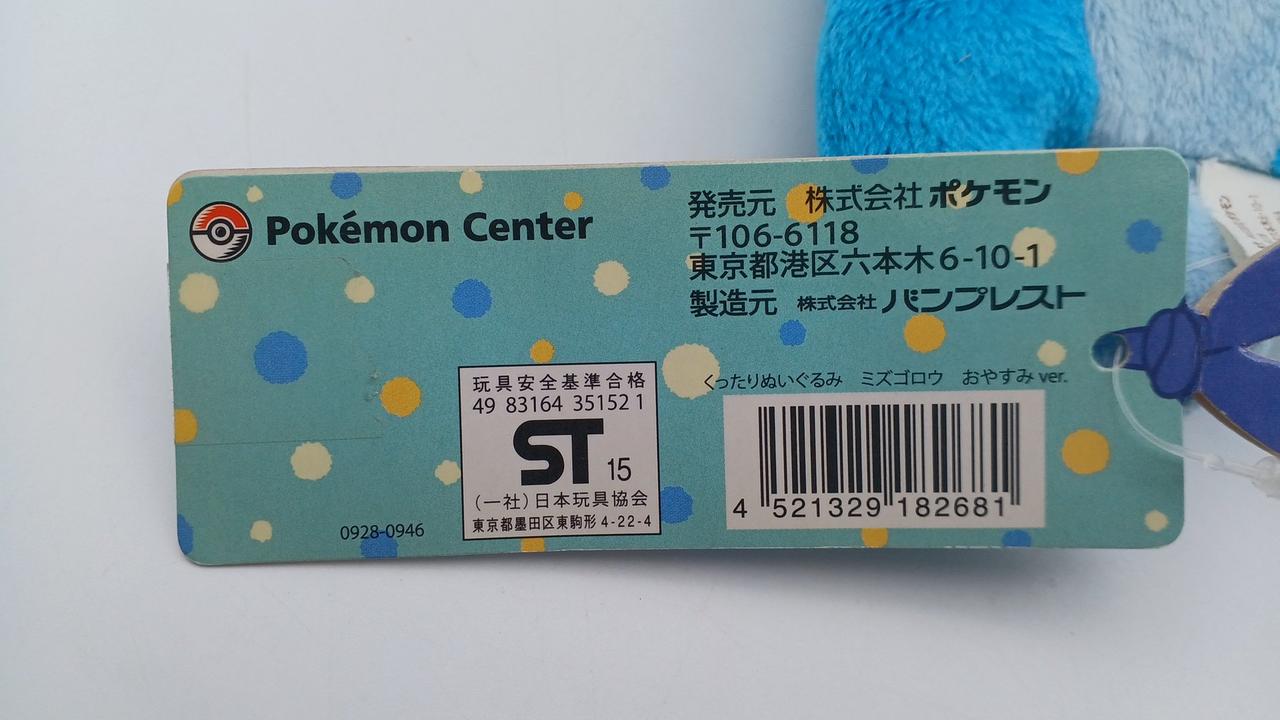 Pokémon Center
発売元 株式会社ポケモン
〒106-6118
東京都港区六本木6-10-1
製造元 株式会社 バンプレスト
玩具安全基準合格
49 83164 35152 1
ST 15
(一社)日本玩具協会
東京都墨田区東駒形4-22-4
くったりぬいぐるみ ミズゴロウ おやすみ ver.
4 521329 182681
0928-0946